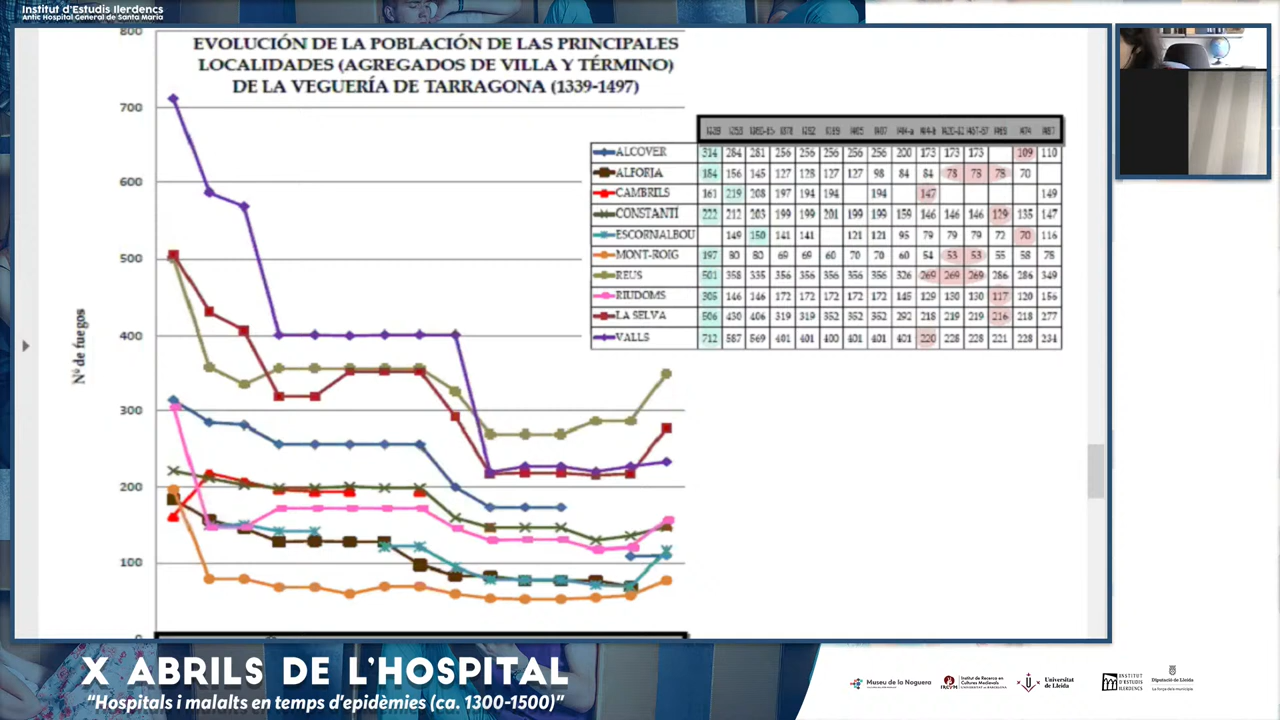 Institut d'Estudis Ilerdencs
Antic Hospital General de Santa Maria
EVOLUCIÓN DE LA POBLACIÓN DE LAS PRINCIPALES
LOCALIDADES (AGREGADOS DE VILLA Y TÉRMINO)
DE LA VEGUERÍA DE TARRAGONA (1339-1497)
800
700
600
500
400
300
200
100
0
Nº de fuegos
ALCOVER 314 284 281 256 256 256 256 256 200 173 173 173 109 110
ALFORJA 184 156 145 127 128 127 127 98 84 84 78 78 78 70
CAMBRILS 161 219 208 197 194 194 194 147 149
CONSTANTÍ 222 212 203 199 199 201 199 199 159 146 146 146 129 135 147
ESCORNALBOU 149 150 141 141 121 121 95 79 79 79 72 70 116
MONT-ROIG 197 80 80 69 69 60 70 70 60 54 53 53 55 58 78
REUS 501 358 335 356 356 356 356 356 326 269 269 269 286 286 349
RIUDOMS 305 146 146 172 172 172 172 172 145 129 130 130 117 120 156
LA SELVA 506 430 406 319 319 352 352 352 292 218 219 219 216 218 277
VALLS 712 587 569 401 401 400 401 401 401 220 228 228 221 228 234
X ABRILS DE L'HOSPITAL
"Hospitals i malalts en temps d'epidèmies (ca. 1300-1500)"
Museu de la Noguera
Institut de Recerca en
Cultures Medievals
Universitat
de Lleida
INSTITUT
D'ESTUDIS
ILERDENCS
Diputació de Lleida
La força dels municipis